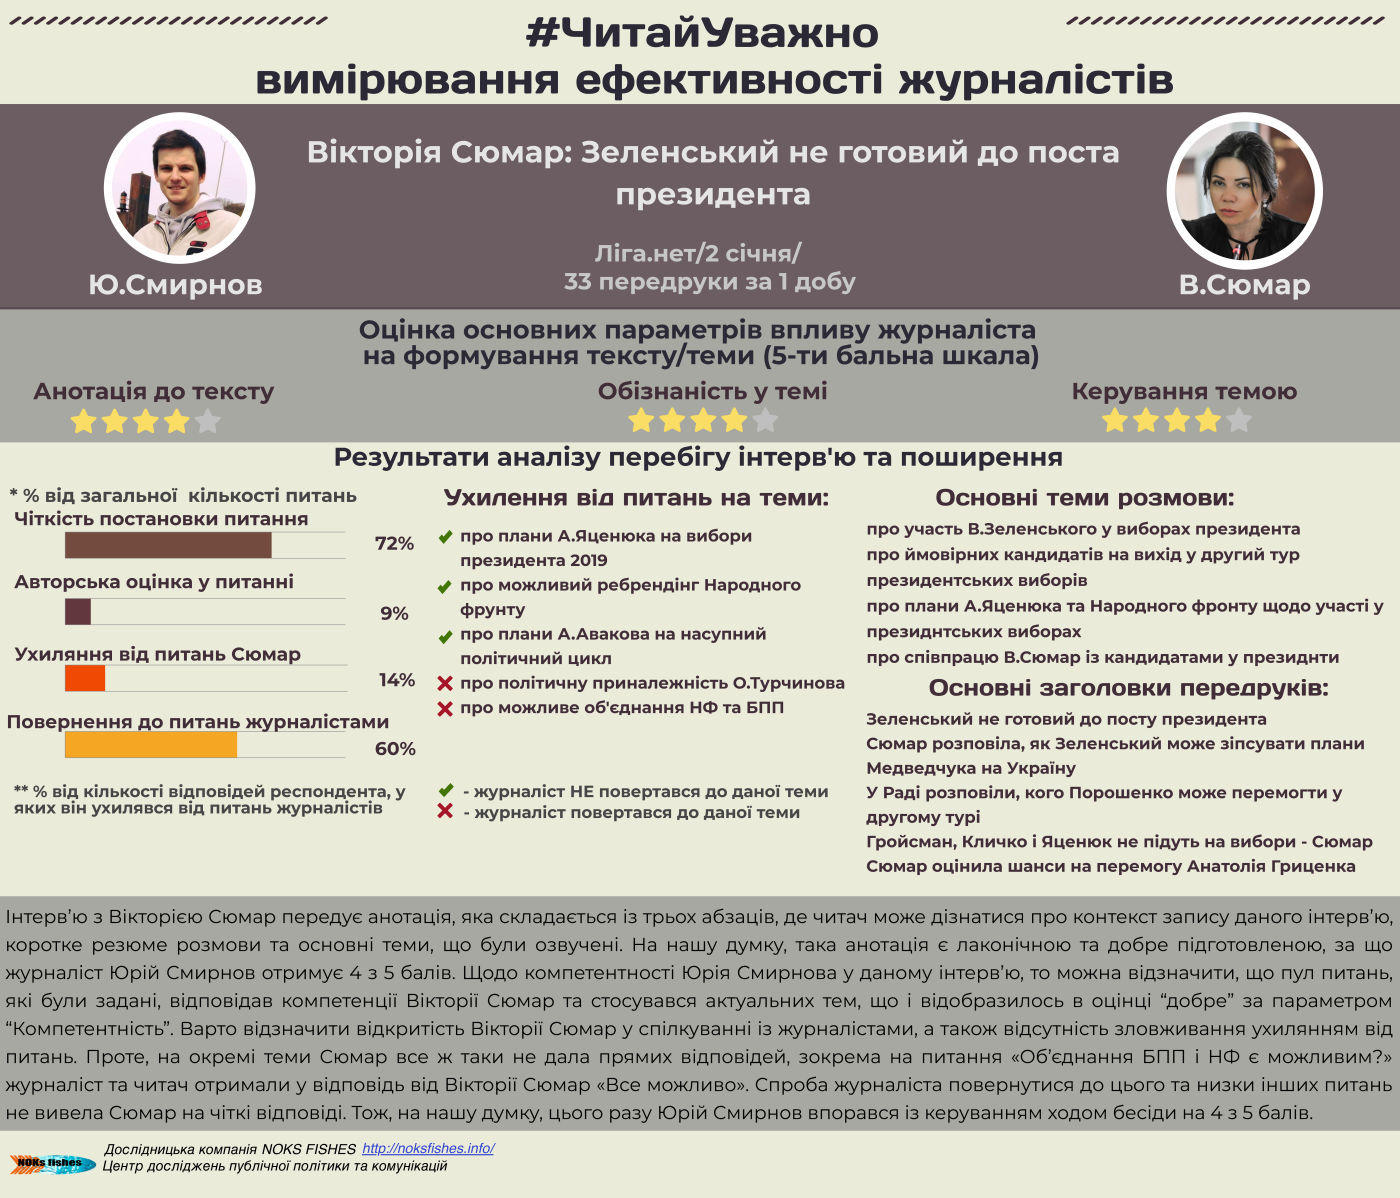 #ЧитайУважно
вимірювання ефективності журналістів
Вікторія Сюмар: Зеленський не готовий до поста
президента
Ліга.нет/2 січня/
33 передруки за 1 добу
Ю.Смирнов
В.Сюмар
Оцінка основних параметрів впливу журналіста
на формування тексту/теми (5-ти бальна шкала)
Анотація до тексту
Обізнаність у темі
Керування темою
Результати аналізу перебігу інтерв'ю та поширення
* % від загальної кількості питань
Чіткість постановки питання
72%
Авторська оцінка у питанні
9%
Ухиляння від питань Сюмар
14%
Повернення до питань журналістами
60%
** % від кількості відповідей респондента, у
яких він ухилявся від питань журналістів
Ухилення від питань на теми:
про плани А.Яценюка на вибори
президента 2019
про можливий ребрендінг Народного
фрунту
про плани А.Авакова на насупний
політичний цикл
про політичну приналежність О.Турчинова
про можливе об'єднання НФ та БПП
- журналіст НЕ повертався до даної теми
- журналіст повертався до даної теми
Основні теми розмови:
про участь В.Зеленського у виборах президента
про ймовірних кандидатів на вихід у другий тур
президентських виборів
про плани А.Яценюка та Народного фронту щодо участі у
президнтських виборах
про співпрацю В.Сюмар із кандидатами у президнти
Основні заголовки передруків:
Зеленський не готовий до посту президента
Сюмар розповіла, як Зеленський може зіпсувати плани
Медведчука на Україну
У Раді розповіли, кого Порошенко може перемогти у
другому турі
Гройсман, Кличко і Яценюк не підуть на вибори - Сюмар
Сюмар оцінила шанси на перемогу Анатолія Гриценка
Інтерв’ю з Вікторією Сюмар передує анотація, яка складається із трьох абзаців, де читач може дізнатися про контекст запису даного інтерв’ю,
коротке резюме розмови та основні теми, що були озвучені. На нашу думку, така анотація є лаконічною та добре підготовленою, за що
журналіст Юрій Смирнов отримує 4 з 5 балів. Щодо компетентності Юрія Смирнова у даному інтерв’ю, то можна відзначити, що пул питань,
які були задані, відповідав компетенції Вікторії Сюмар та стосувався актуальних тем, що і відобразилось в оцінці “добре” за параметром
“Компетентність”. Варто відзначити відкритість Вікторії Сюмар у спілкуванні із журналістами, а також відсутність зловживання ухилянням від
питань. Проте, на окремі теми Сюмар все ж таки не дала прямих відповідей, зокрема на питання «Об’єднання БПП і НФ є можливим?»
журналіст та читач отримали у відповідь від Вікторії Сюмар «Все можливо». Спроба журналіста повернутися до цього та низки інших питань
не вивела Сюмар на чіткі відповіді. Тож, на нашу думку, цього разу Юрій Смирнов впорався із керуванням ходом бесіди на 4 з 5 балів.
NOKs fishes
Дослідницька компанія NOKS FISHES http://noksfishes.info/
Центр досліджень публічної політики та комунікацій